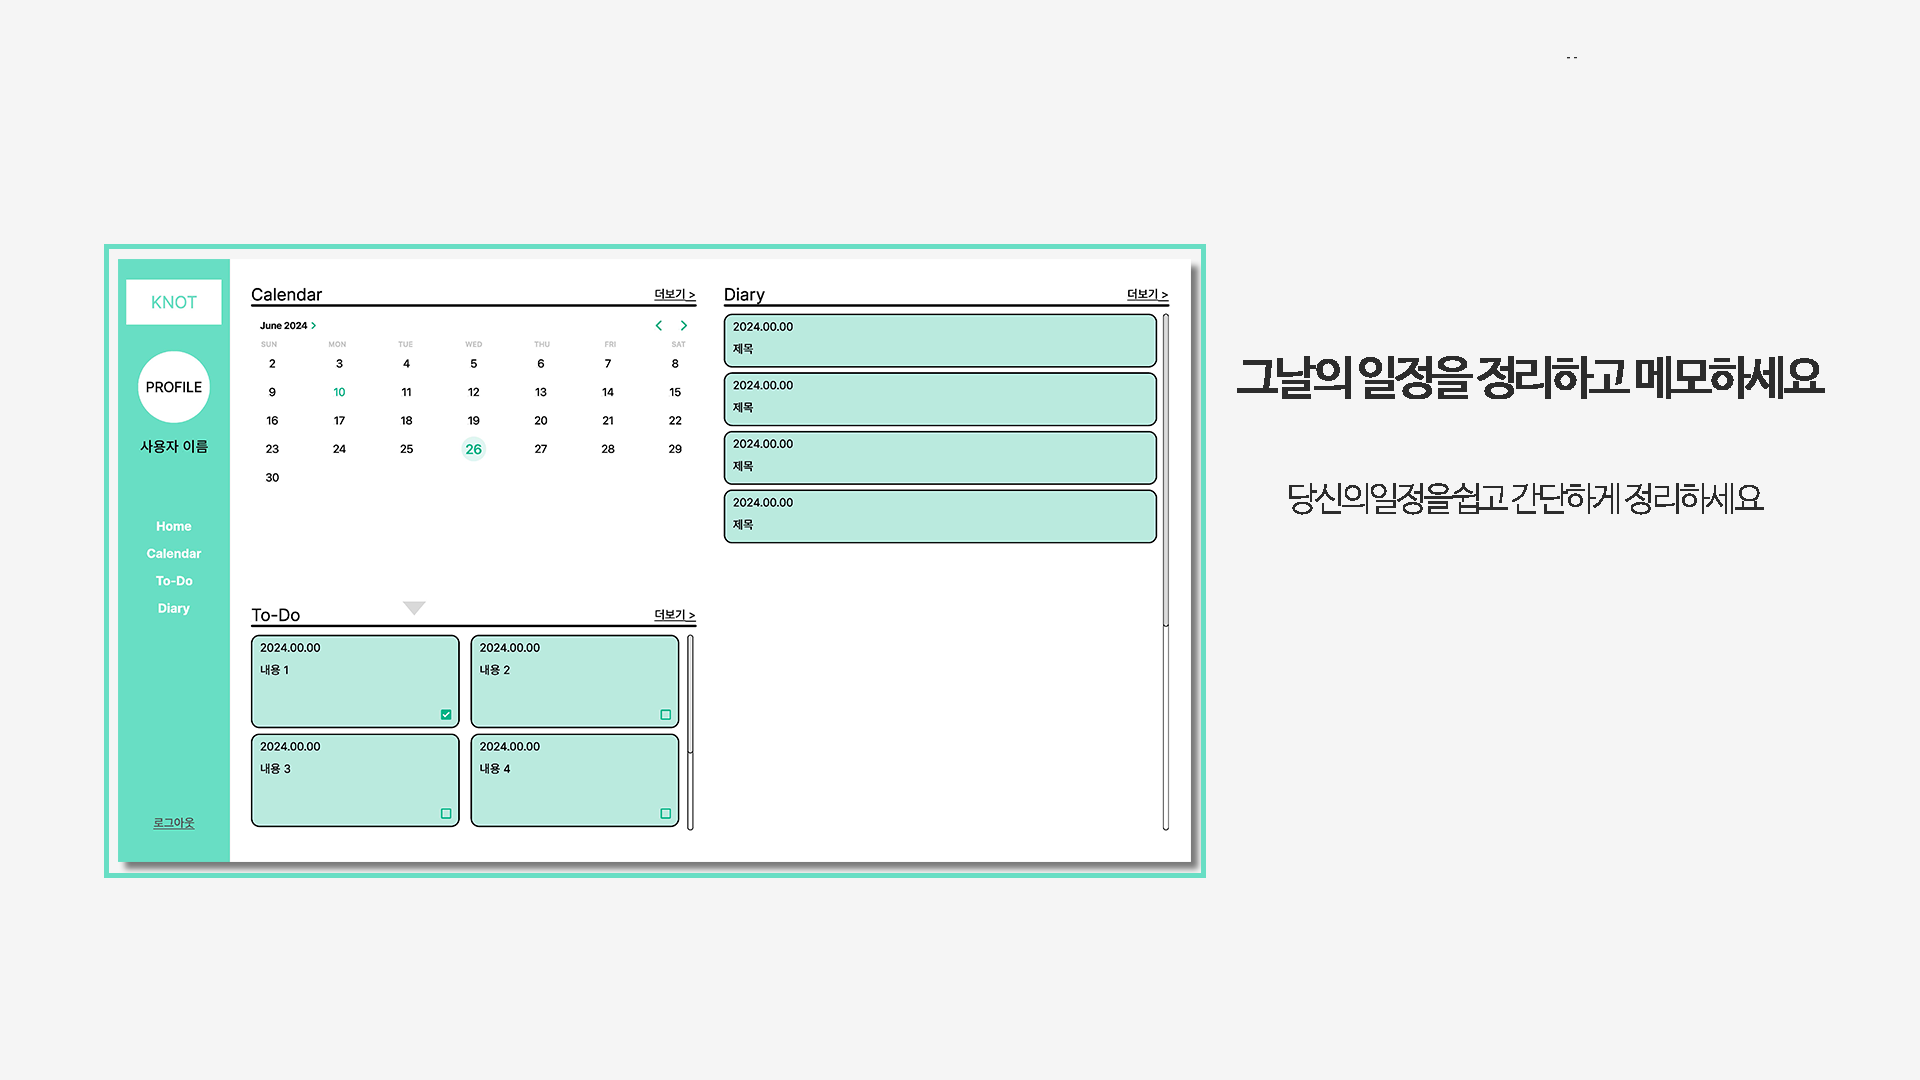 --
KNOT
PROFILE
사용자 이름
Home
Calendar
To-Do
Diary
로그아웃
Calendar 더보기 >
June 2024 >
< >
SUN MON TUE WED THU FRI SAT
2 3 4 5 6 7 8
9 10 11 12 13 14 15
16 17 18 19 20 21 22
23 24 25 26 27 28 29
30
To-Do 더보기 >
2024.00.00
내용 1
2024.00.00
내용 2
2024.00.00
내용 3
2024.00.00
내용 4
Diary 더보기 >
2024.00.00
제목
2024.00.00
제목
2024.00.00
제목
2024.00.00
제목
그날의 일정을 정리하고 메모하세요
당신의일정을쉽고 간단하게 정리하세요